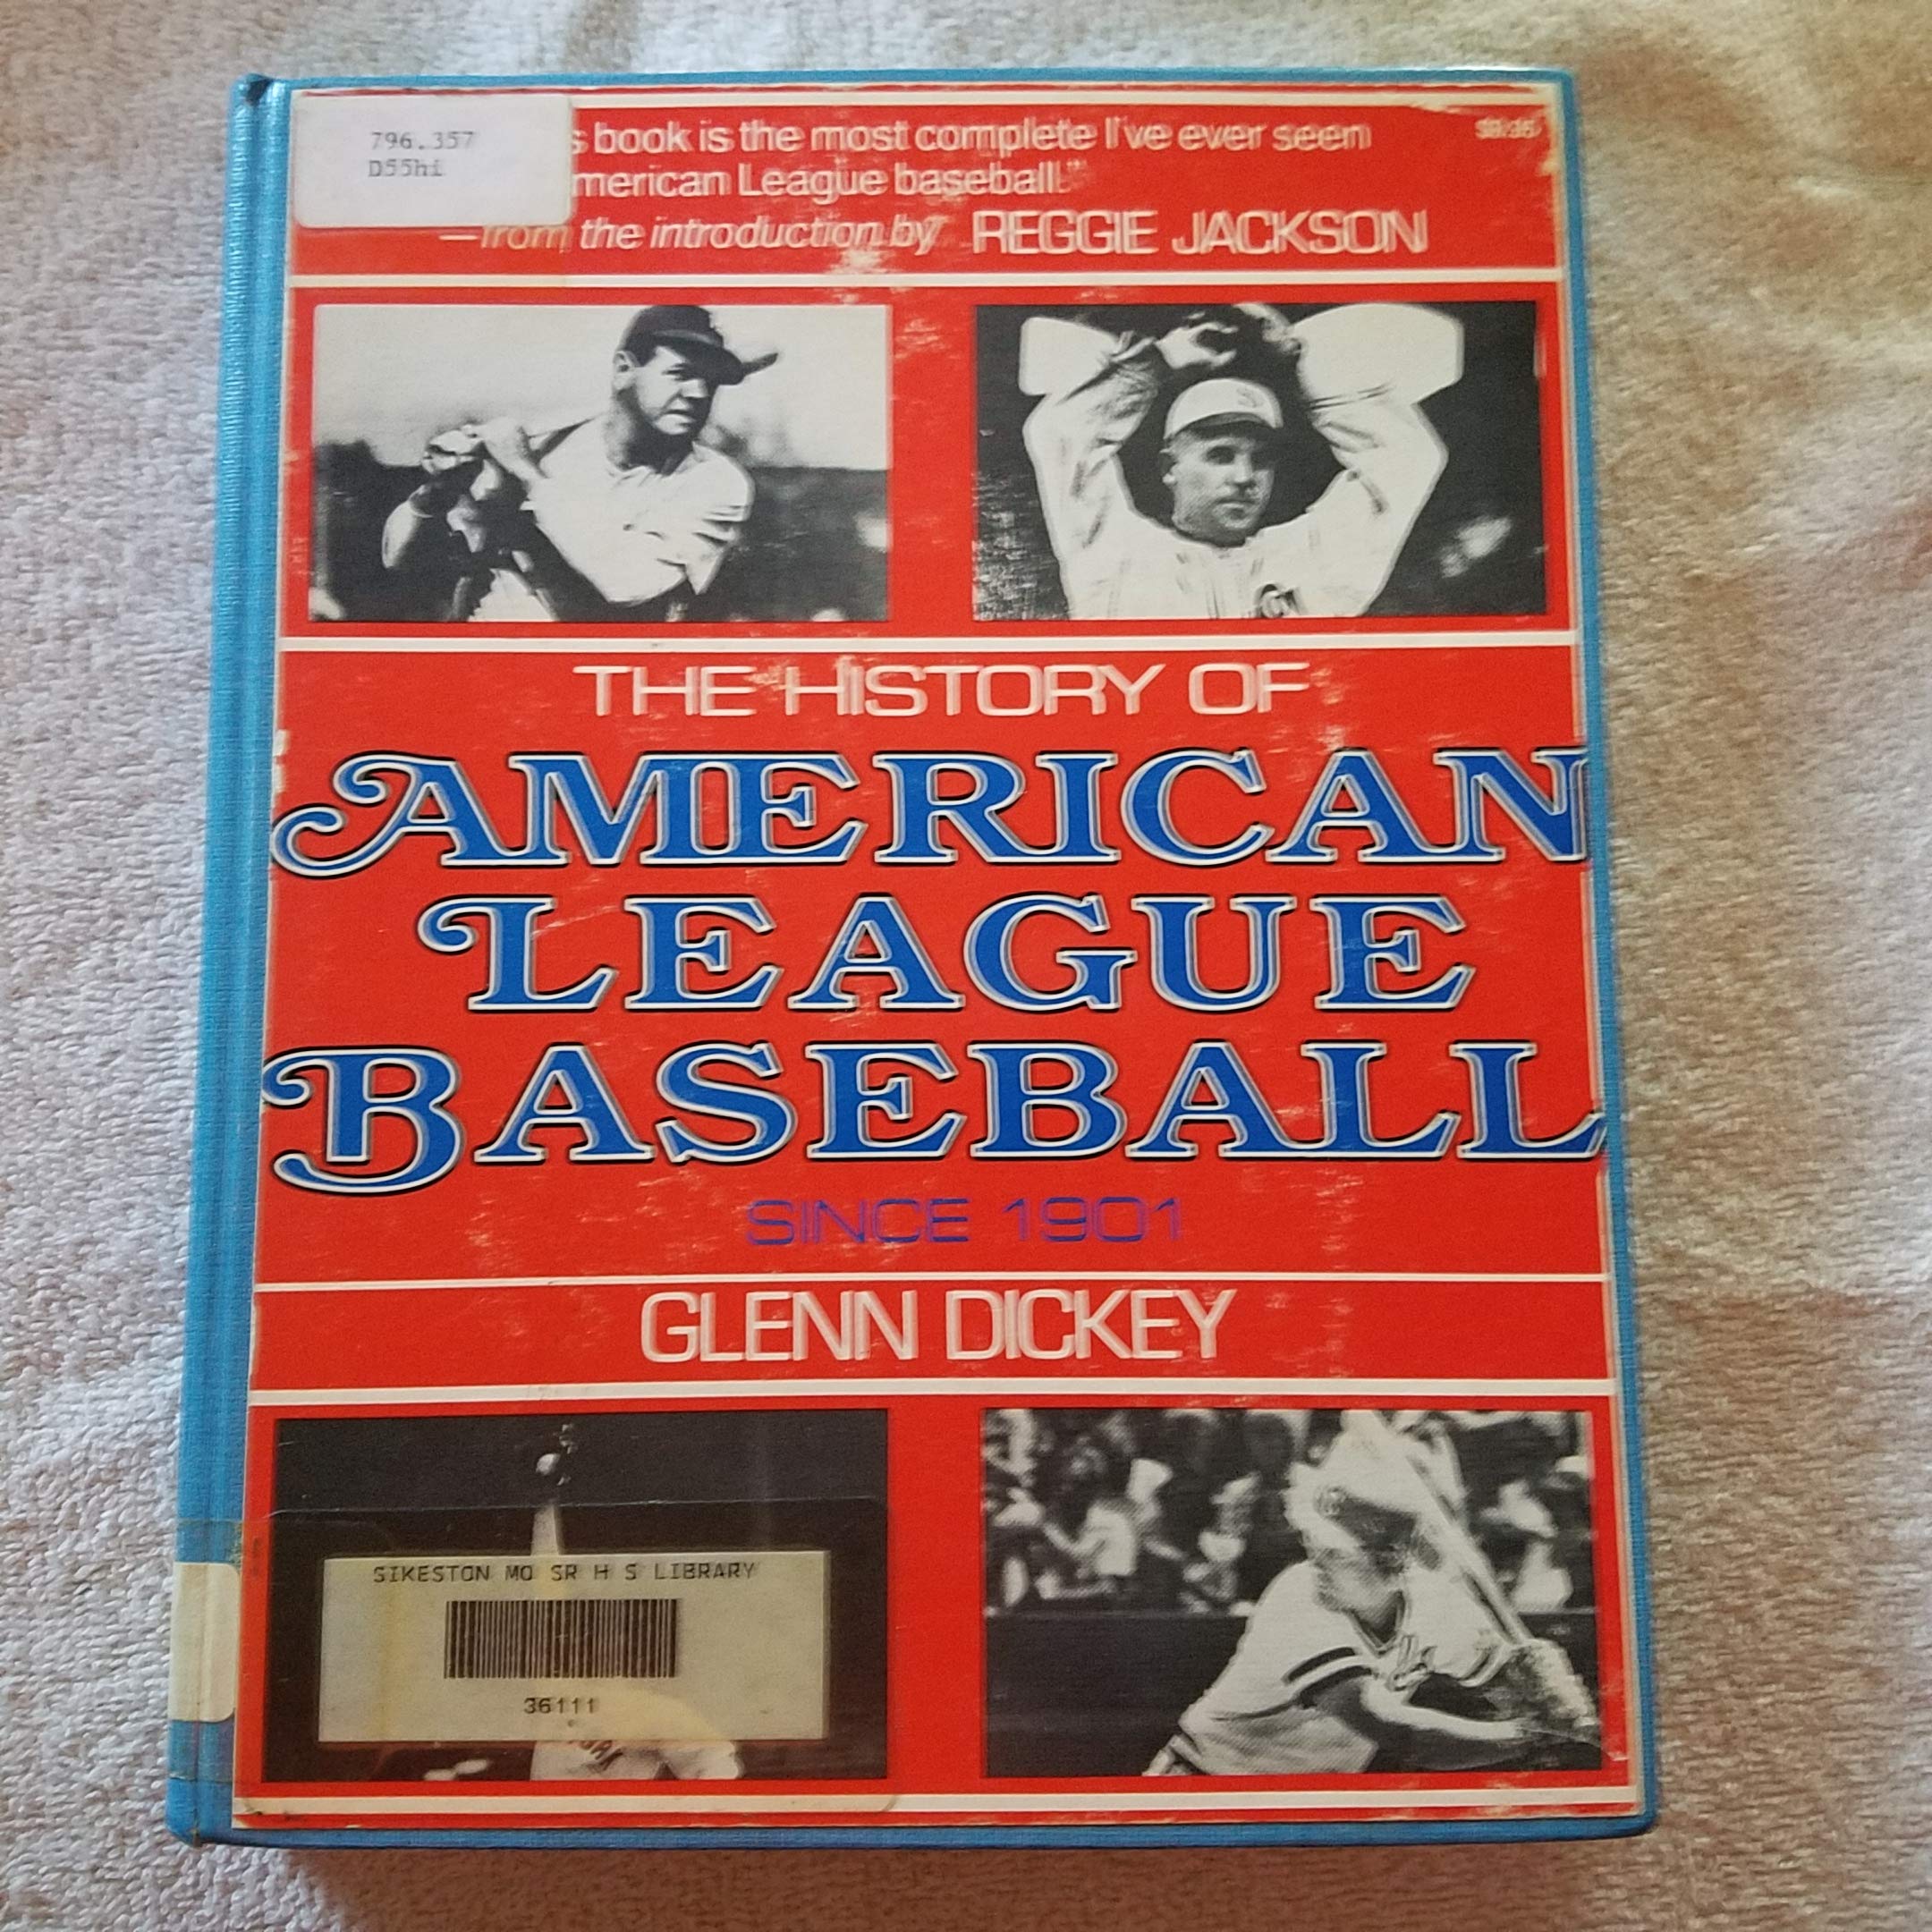 796.357
D55hi
s book is the most complete I've ever seen
merican League baseball."
—from the introduction by REGGIE JACKSON
THE HISTORY OF
AMERICAN
LEAGUE
BASEBALL
SINCE 1901
GLENN DICKEY
SIKESTON MO SR H S LIBRARY
36111